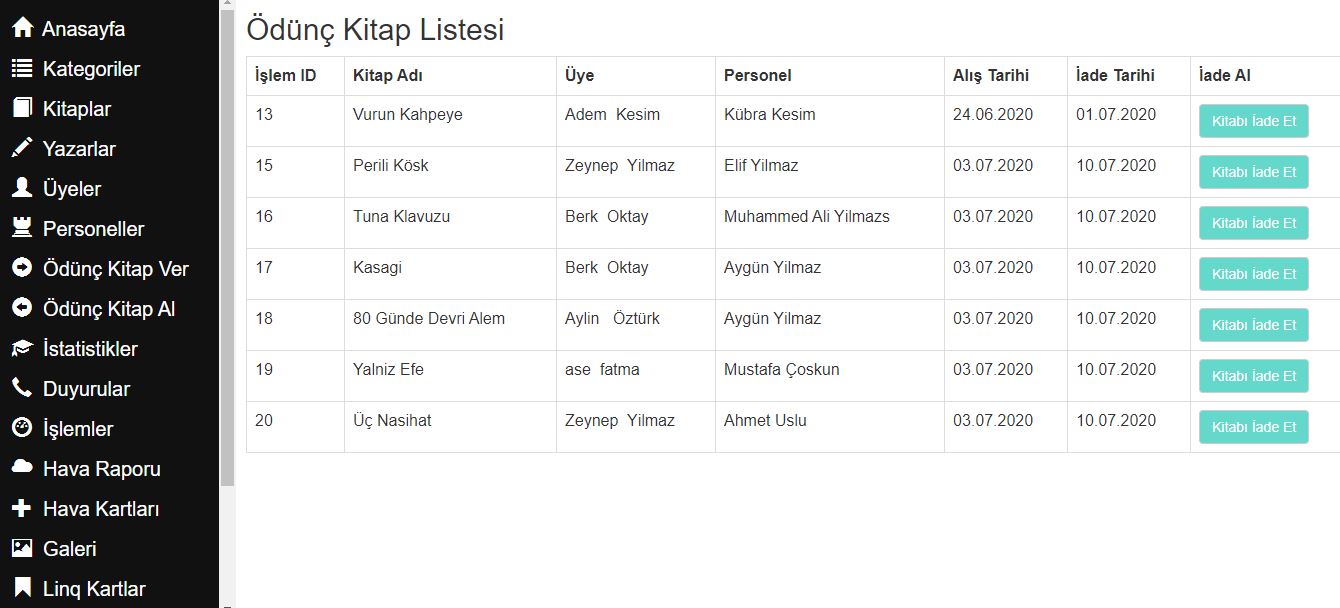 Anasayfa
Kategoriler
Kitaplar
Yazarlar
Üyeler
Personeller
Ödünç Kitap Ver
Ödünç Kitap Al
İstatistikler
Duyurular
İşlemler
Hava Raporu
Hava Kartları
Galeri
Linq Kartlar
Ödünç Kitap Listesi
İşlem ID Kitap Adı Üye Personel Alış Tarihi İade Tarihi İade Al
13 Vurun Kahpeye Adem Kesim Kübra Kesim 24.06.2020 01.07.2020 Kitabı İade Et
15 Perili Kösk Zeynep Yilmaz Elif Yilmaz 03.07.2020 10.07.2020 Kitabı İade Et
16 Tuna Klavuzu Berk Oktay Muhammed Ali Yilmazs 03.07.2020 10.07.2020 Kitabı İade Et
17 Kasagi Berk Oktay Aygün Yilmaz 03.07.2020 10.07.2020 Kitabı İade Et
18 80 Günde Devri Alem Aylin Öztürk Aygün Yilmaz 03.07.2020 10.07.2020 Kitabı İade Et
19 Yalniz Efe ase fatma Mustafa Çoskun 03.07.2020 10.07.2020 Kitabı İade Et
20 Üç Nasihat Zeynep Yilmaz Ahmet Uslu 03.07.2020 10.07.2020 Kitabı İade Et